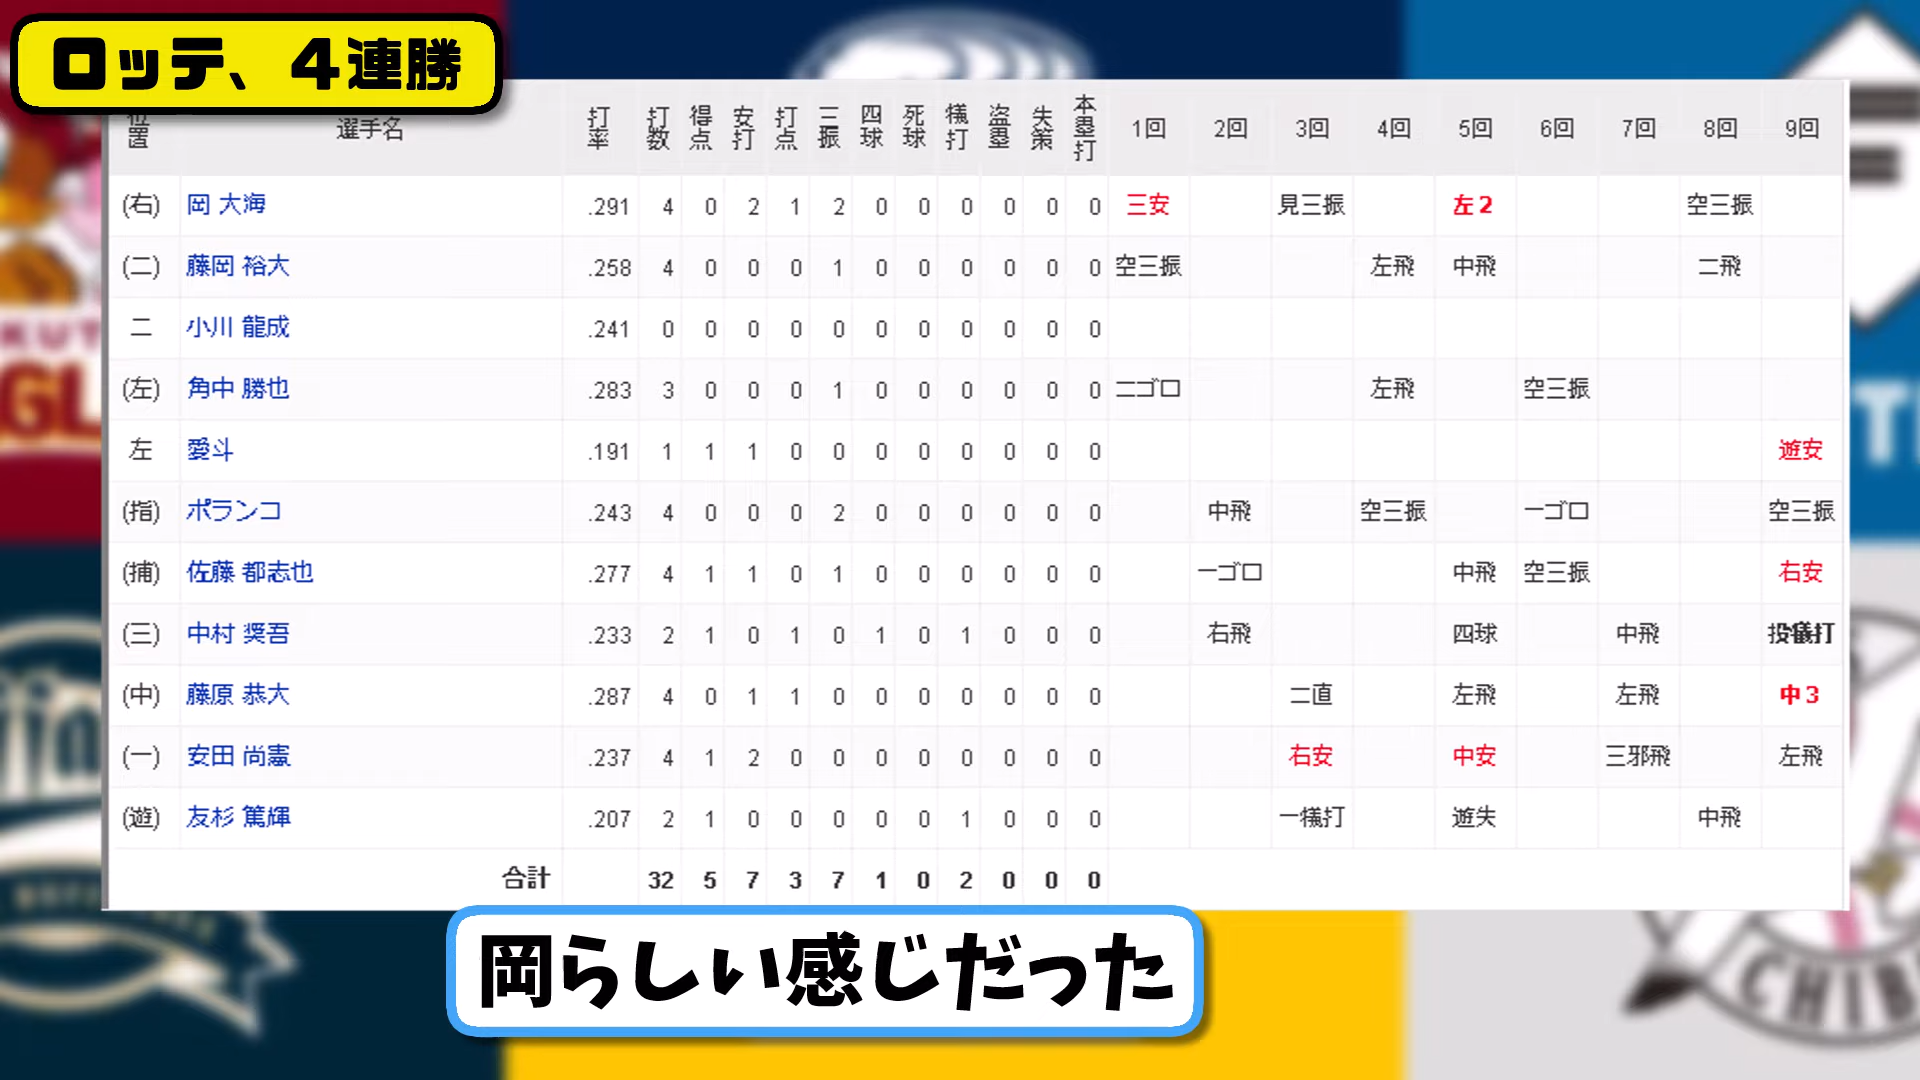 ロッテ、4連勝
位置 選手名 打率 打数 得点 安打 打点 三振 四球 死球 犠打 盗塁 失策 本塁打 1回 2回 3回 4回 5回 6回 7回 8回 9回
(右) 岡 大海 .291 4 0 2 1 2 0 0 0 0 0 0 三安 見三振 左2 空三振
(二) 藤岡 裕大 .258 4 0 0 0 1 0 0 0 0 0 0 空三振 左飛 中飛 二飛
二 小川 龍成 .241 0 0 0 0 0 0 0 0 0 0 0
(左) 角中 勝也 .283 3 0 0 0 1 0 0 0 0 0 0 二ゴロ 左飛 空三振
左 愛斗 .191 1 1 1 0 0 0 0 0 0 0 0 遊安
(指) ポランコ .243 4 0 0 0 2 0 0 0 0 0 0 中飛 空三振 一ゴロ 空三振
(捕) 佐藤 都志也 .277 4 1 1 0 1 0 0 0 0 0 0 一ゴロ 中飛 空三振 右安
(三) 中村 奨吾 .233 2 1 0 1 0 1 0 1 0 0 0 右飛 四球 中飛 投犠打
(中) 藤原 恭大 .287 4 0 1 1 0 0 0 0 0 0 0 二直 左飛 左飛 中3
(一) 安田 尚憲 .237 4 1 2 0 0 0 0 0 0 0 0 右安 中安 三邪飛 左飛
(遊) 友杉 篤輝 .207 2 1 0 0 0 0 0 1 0 0 0 一犠打 遊失 中飛
合計 32 5 7 3 7 1 0 2 0 0 0
岡らしい感じだった
CHIB